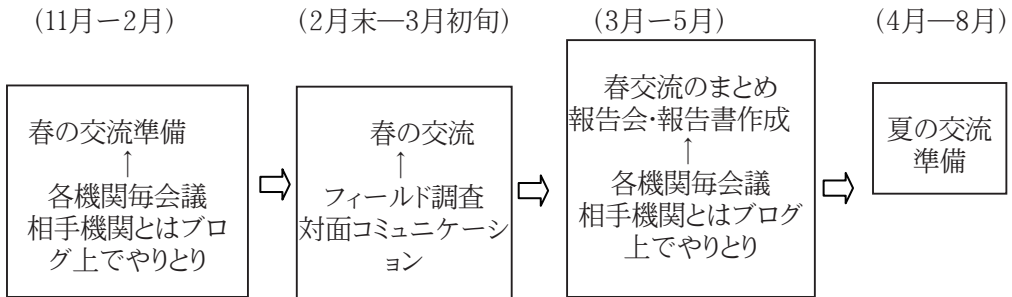 (11月ー2月)
(2月末―3月初旬)
(3月ー5月)
(4月―8月)
春の交流準備
↑
各機関毎会議
相手機関とはブロ
グ上でやりとり
⇨
春の交流
↑
フィールド調査
対面コミュニケーシ
ョン
⇨
春交流のまとめ
報告会・報告書作成
↑
各機関毎会議
相手機関とはブログ
上でやりとり
⇨
夏の交流
準備